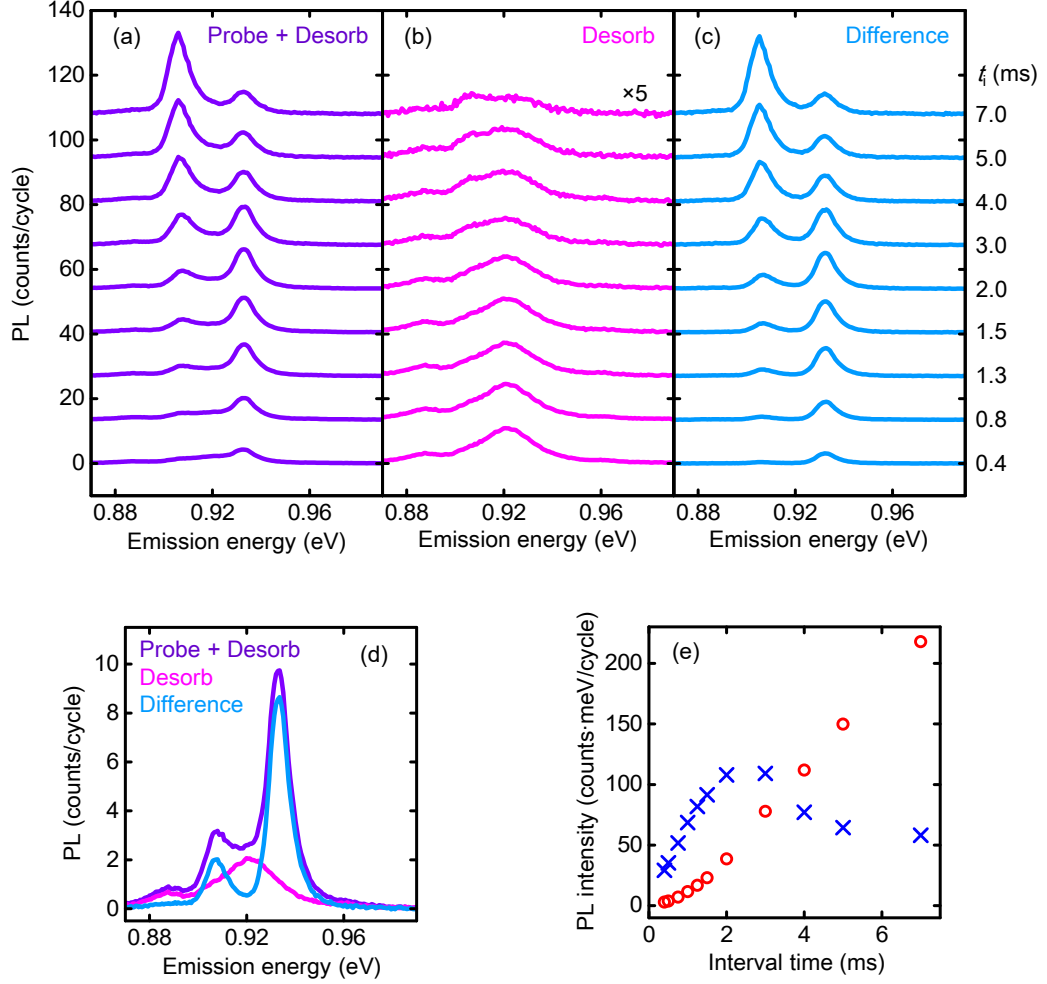 (a) Probe + Desorb
(b) Desorb
(c) Difference
140
120
100
80
60
40
20
0
PL (counts/cycle)
×5
tᵢ (ms)
7.0
5.0
4.0
3.0
2.0
1.5
1.3
0.8
0.4
0.88 0.92 0.96
0.88 0.92 0.96
0.88 0.92 0.96
Emission energy (eV)
Emission energy (eV)
Emission energy (eV)
(d)
Probe + Desorb
Desorb
Difference
10
8
6
4
2
0
PL (counts/cycle)
0.88 0.92 0.96
Emission energy (eV)
(e)
200
150
100
50
0
PL intensity (counts·meV/cycle)
0 2 4 6
Interval time (ms)